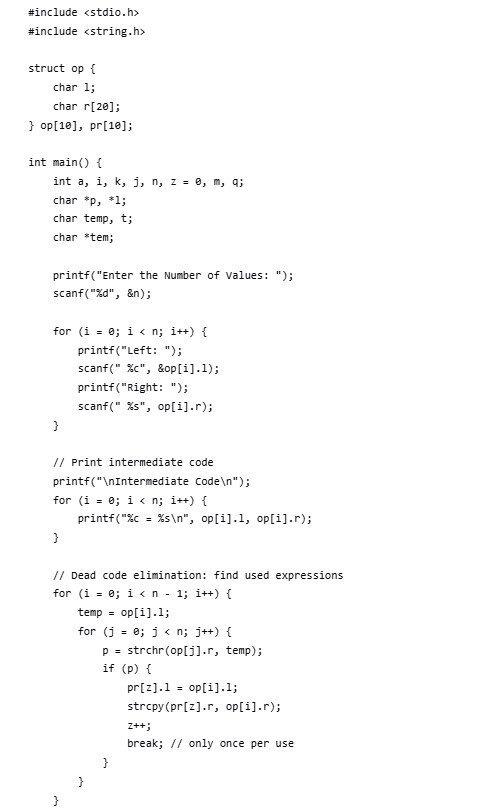 #include <stdio.h>
#include <string.h>

struct op {
    char l;
    char r[20];
} op[10], pr[10];

int main() {
    int a, i, k, j, n, z = 0, m, q;
    char *p, *l;
    char temp, t;
    char *tem;

    printf("Enter the Number of Values: ");
    scanf("%d", &n);

    for (i = 0; i < n; i++) {
        printf("Left: ");
        scanf(" %c", &op[i].l);
        printf("Right: ");
        scanf(" %s", op[i].r);
    }

    // Print intermediate code
    printf("\nIntermediate Code\n");
    for (i = 0; i < n; i++) {
        printf("%c = %s\n", op[i].l, op[i].r);
    }

    // Dead code elimination: find used expressions
    for (i = 0; i < n - 1; i++) {
        temp = op[i].l;
        for (j = 0; j < n; j++) {
            p = strchr(op[j].r, temp);
            if (p) {
                pr[z].l = op[i].l;
                strcpy(pr[z].r, op[i].r);
                z++;
                break; // only once per use
            }
        }
    }